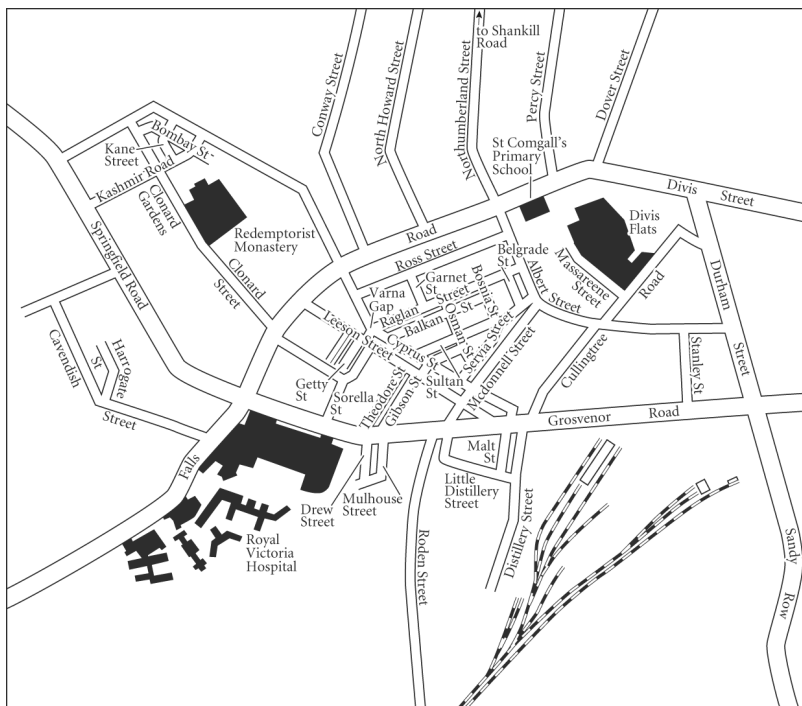 to Shankill
Road
Conway Street
North Howard Street
Northumberland Street
Percy Street
Dover Street
Bombay St
Kane
Street
Kashmir Road
Clonard
Gardens
St Comgall's
Primary
School
Divis
Street
Redemptorist
Monastery
Springfield Road
Clonard
Street
Road
Ross Street
Belgrade
St
Divis
Flats
Massareene
Street
Road
Durham
Street
Albert
Street
Varna
Gap
Garnet
St
Raglan
Street
Balkan
St
Bosnia St
Osman St
Servia Street
Leeson Street
Cyprus St
Cavendish
Street
Harrogate
St
Getty
St
Sorella
St
Theodore St
Gibson St
Sultan
St
Mcdonnell Street
Cullingtree
Stanley St
Grosvenor
Road
Falls
Malt
St
Little
Distillery
Street
Drew
Street
Mulhouse
Street
Royal
Victoria
Hospital
Roden Street
Distillery Street
Sandy
Row